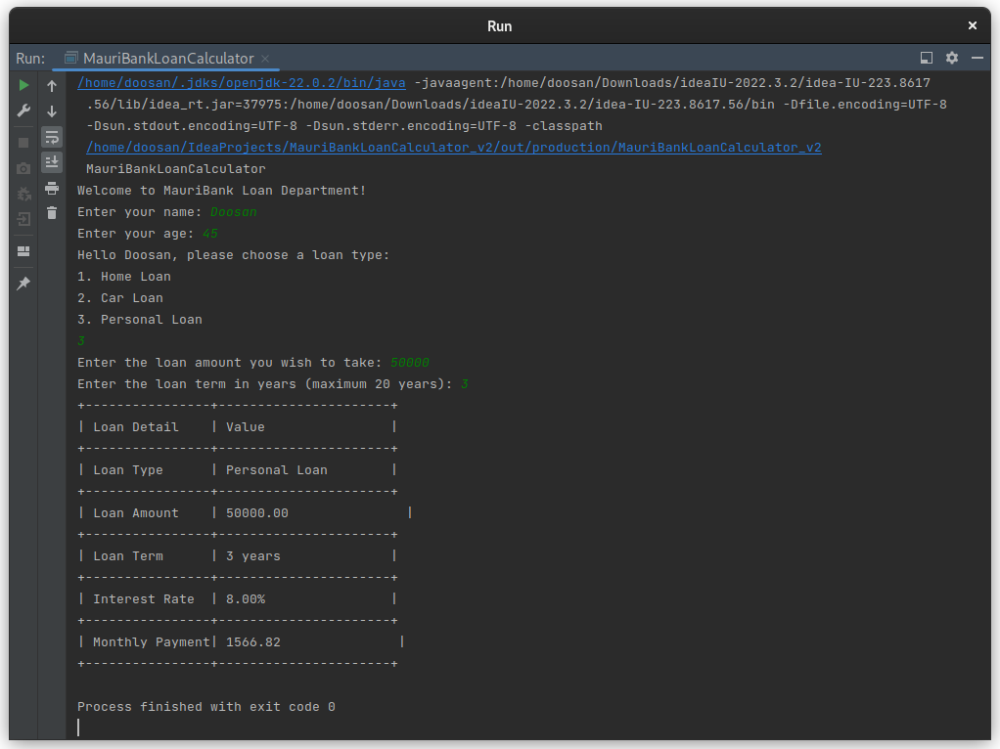 Run
Run: MauriBankLoanCalculator
/home/doosan/.jdks/openjdk-22.0.2/bin/java -javaagent:/home/doosan/Downloads/ideaIU-2022.3.2/idea-IU-223.8617
.56/lib/idea_rt.jar=37975:/home/doosan/Downloads/ideaIU-2022.3.2/idea-IU-223.8617.56/bin -Dfile.encoding=UTF-8
-Dsun.stdout.encoding=UTF-8 -Dsun.stderr.encoding=UTF-8 -classpath
/home/doosan/IdeaProjects/MauriBankLoanCalculator_v2/out/production/MauriBankLoanCalculator_v2
MauriBankLoanCalculator
Welcome to MauriBank Loan Department!
Enter your name: Doosan
Enter your age: 45
Hello Doosan, please choose a loan type:
1. Home Loan
2. Car Loan
3. Personal Loan
3
Enter the loan amount you wish to take: 50000
Enter the loan term in years (maximum 20 years): 3
+----------------+----------------------+
| Loan Detail    | Value                |
+----------------+----------------------+
| Loan Type      | Personal Loan        |
+----------------+----------------------+
| Loan Amount    | 50000.00               |
+----------------+----------------------+
| Loan Term      | 3 years              |
+----------------+----------------------+
| Interest Rate  | 8.00%                |
+----------------+----------------------+
| Monthly Payment| 1566.82               |
+----------------+----------------------+
Process finished with exit code 0